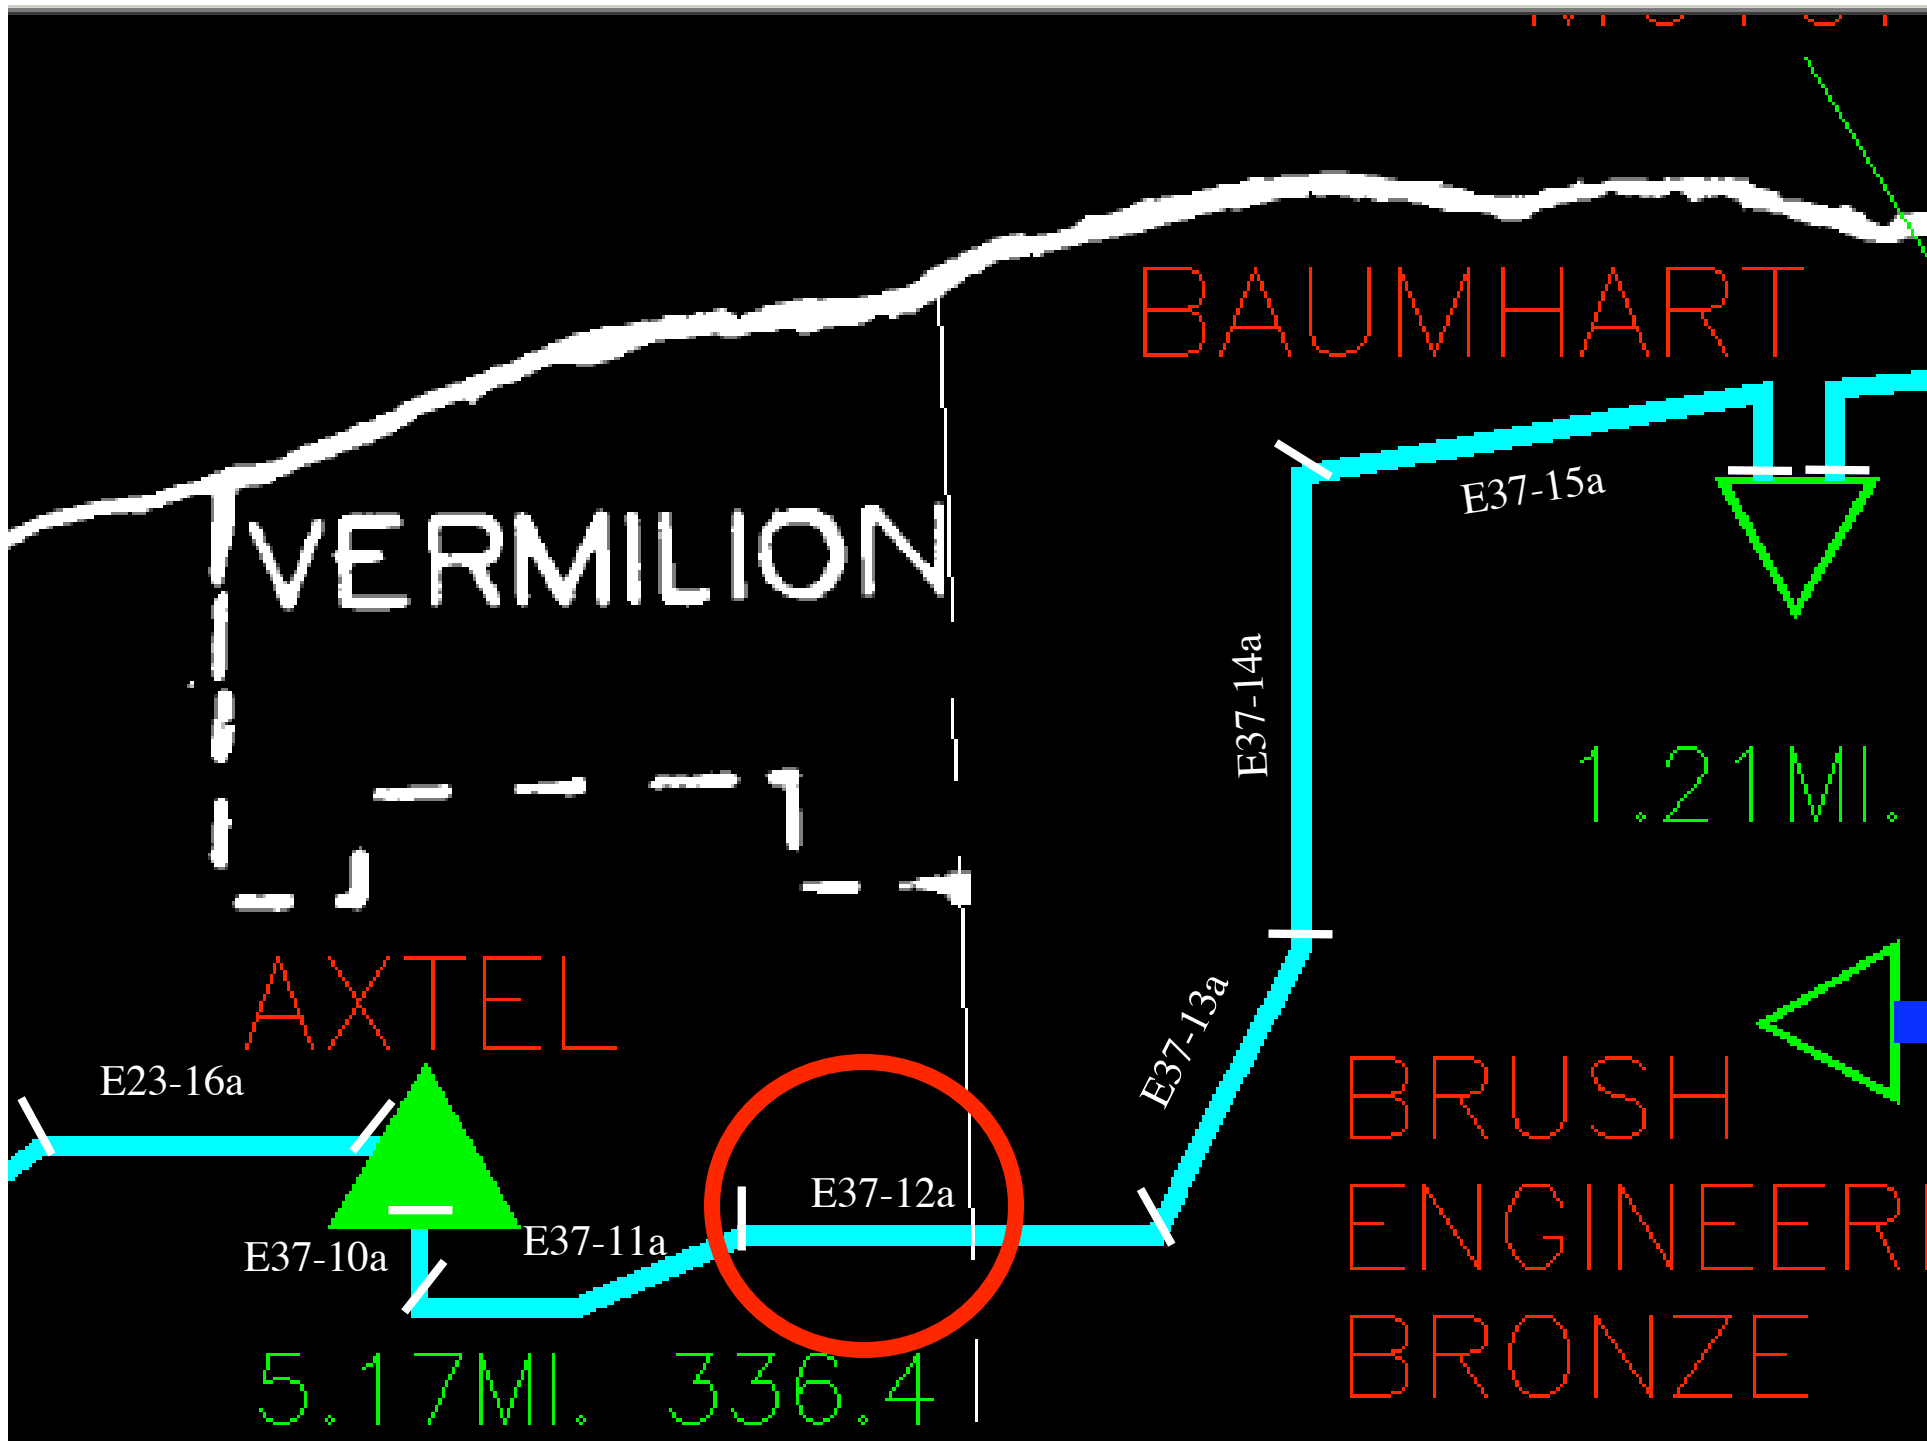 BAUMHART
E37-15a
VERMILION
E37-14a
1.21MI.
AXTEL
E37-13a
E23-16a
BRUSH
E37-12a
E37-11a
E37-10a
BRONZE
5.17MI. 336.4